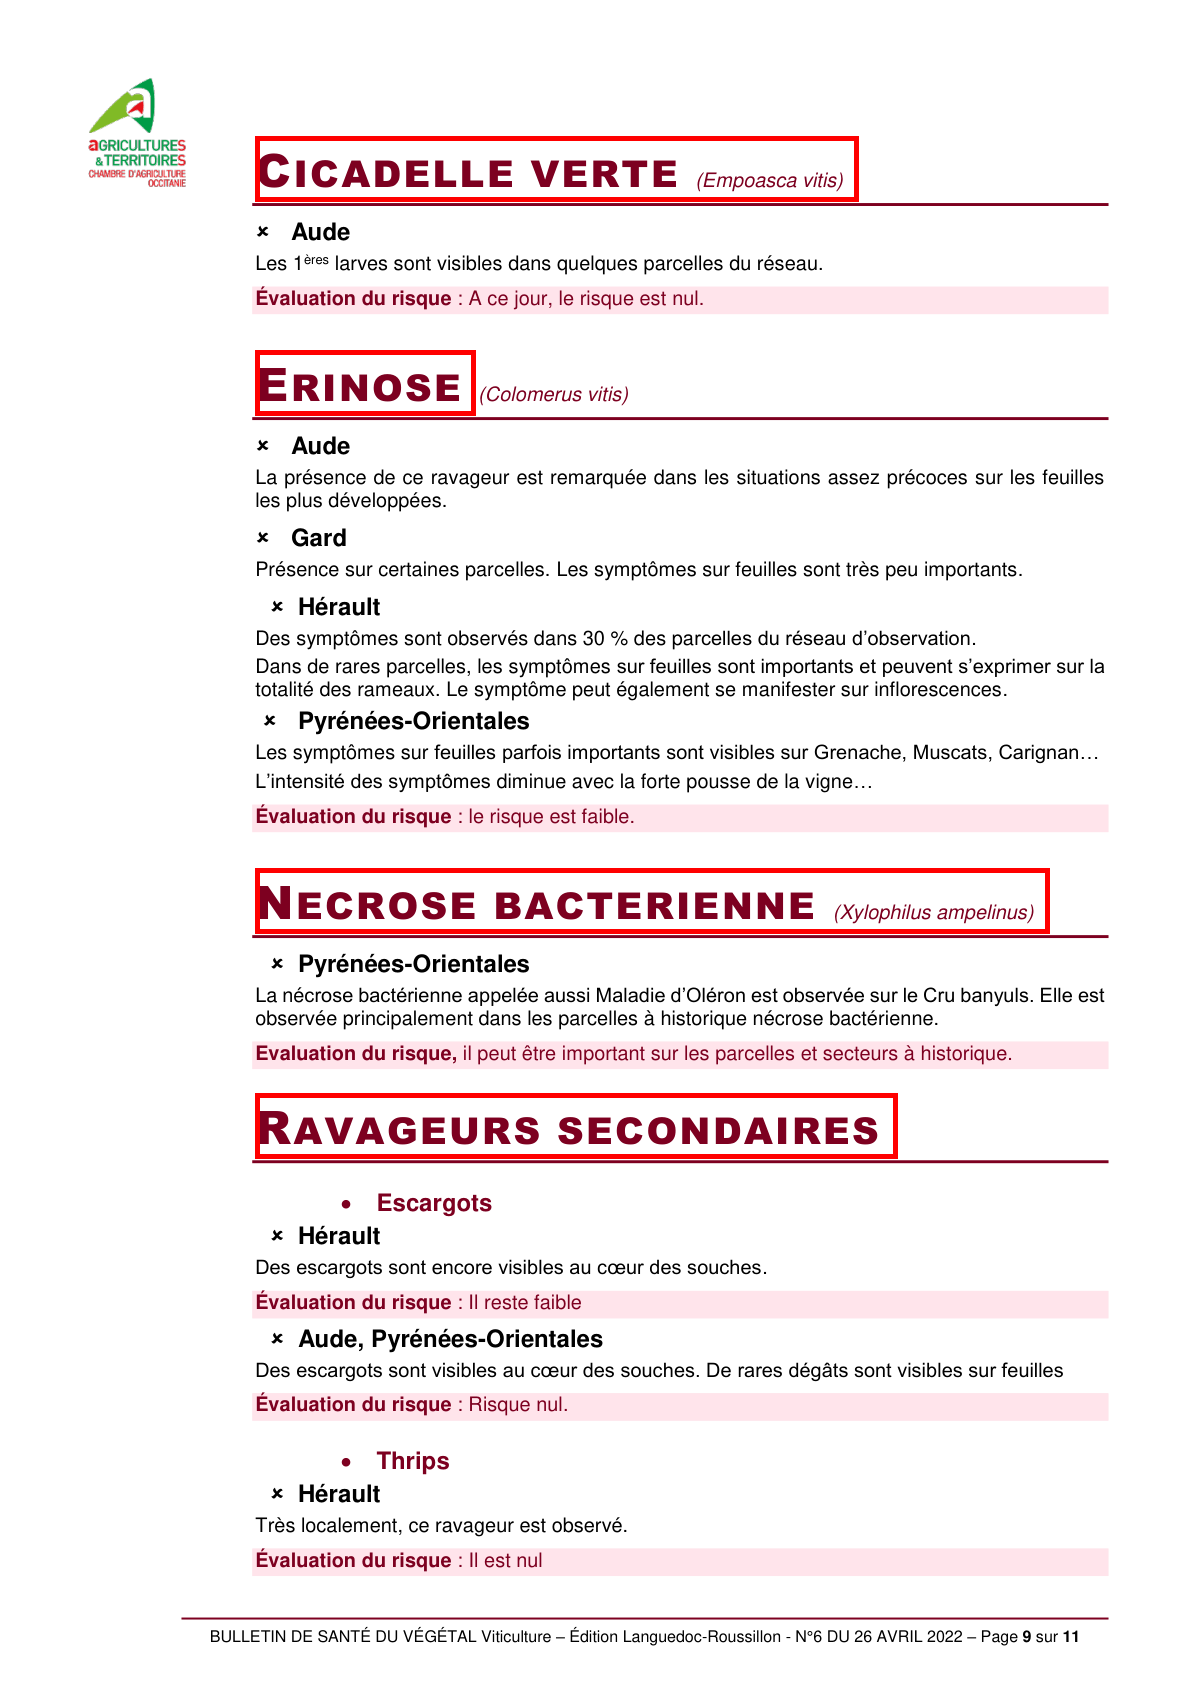 aGRICULTURES
& TERRITOIRES
CHAMBRE D'AGRICULTURE
OCCITANIE
CICADELLE VERTE (Empoasca vitis)
× Aude
Les 1ères larves sont visibles dans quelques parcelles du réseau.
Évaluation du risque : A ce jour, le risque est nul.
ERINOSE (Colomerus vitis)
× Aude
La présence de ce ravageur est remarquée dans les situations assez précoces sur les feuilles
les plus développées.
× Gard
Présence sur certaines parcelles. Les symptômes sur feuilles sont très peu importants.
× Hérault
Des symptômes sont observés dans 30 % des parcelles du réseau d’observation.
Dans de rares parcelles, les symptômes sur feuilles sont importants et peuvent s’exprimer sur la
totalité des rameaux. Le symptôme peut également se manifester sur inflorescences.
× Pyrénées-Orientales
Les symptômes sur feuilles parfois importants sont visibles sur Grenache, Muscats, Carignan…
L’intensité des symptômes diminue avec la forte pousse de la vigne…
Évaluation du risque : le risque est faible.
NECROSE BACTERIENNE (Xylophilus ampelinus)
× Pyrénées-Orientales
La nécrose bactérienne appelée aussi Maladie d’Oléron est observée sur le Cru banyuls. Elle est
observée principalement dans les parcelles à historique nécrose bactérienne.
Evaluation du risque, il peut être important sur les parcelles et secteurs à historique.
RAVAGEURS SECONDAIRES
• Escargots
× Hérault
Des escargots sont encore visibles au cœur des souches.
Évaluation du risque : Il reste faible
× Aude, Pyrénées-Orientales
Des escargots sont visibles au cœur des souches. De rares dégâts sont visibles sur feuilles
Évaluation du risque : Risque nul.
• Thrips
× Hérault
Très localement, ce ravageur est observé.
Évaluation du risque : Il est nul
BULLETIN DE SANTÉ DU VÉGÉTAL Viticulture – Édition Languedoc-Roussillon - N°6 DU 26 AVRIL 2022 – Page 9 sur 11